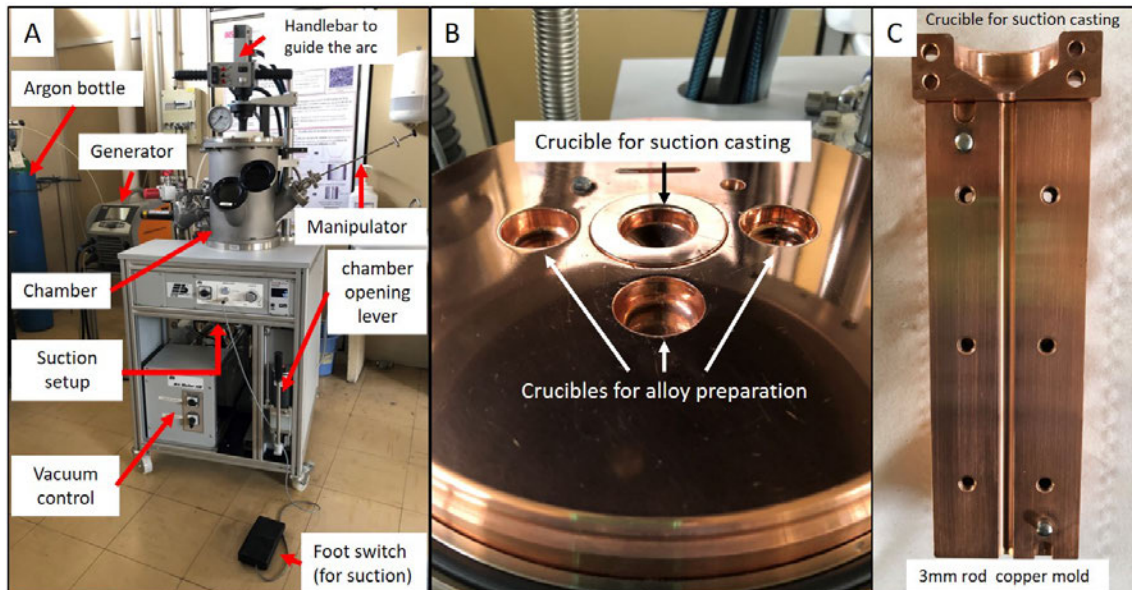 A
Handlebar to
guide the arc
Argon bottle
Generator
Manipulator
Chamber
chamber
opening
lever
Suction
setup
Vacuum
control
Foot switch
(for suction)
B
Crucible for suction casting
Crucibles for alloy preparation
C
Crucible for suction casting
3mm rod copper mold